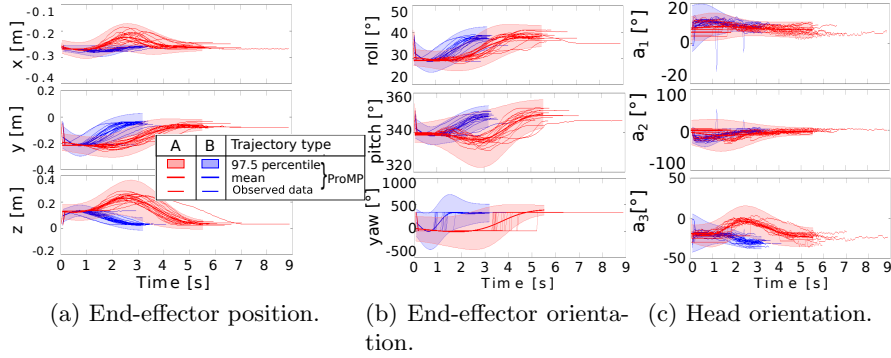 -0.1
-0.2
-0.3
-0.4
x [m]
0.2
0
-0.2
-0.4
y [m]
0.4
0.2
0
-0.2
z [m]
0 1 2 3 4 5 6 7 8 9
Time [s]
A B Trajectory type
97.5 percentile
mean
Observed data
ProMP
50
40
30
20
roll [°]
360
340
320
pitch [°]
1000
500
0
-500
yaw [°]
0 1 2 3 4 5 6 7 8 9
Time [s]
20
0
20
a1 [°]
100
0
-100
a2 [°]
50
0
-50
a3[°]
0 1 2 3 4 5 6 7 8 9
Time [s]
(a) End-effector position.
(b) End-effector orienta-
tion.
(c) Head orientation.